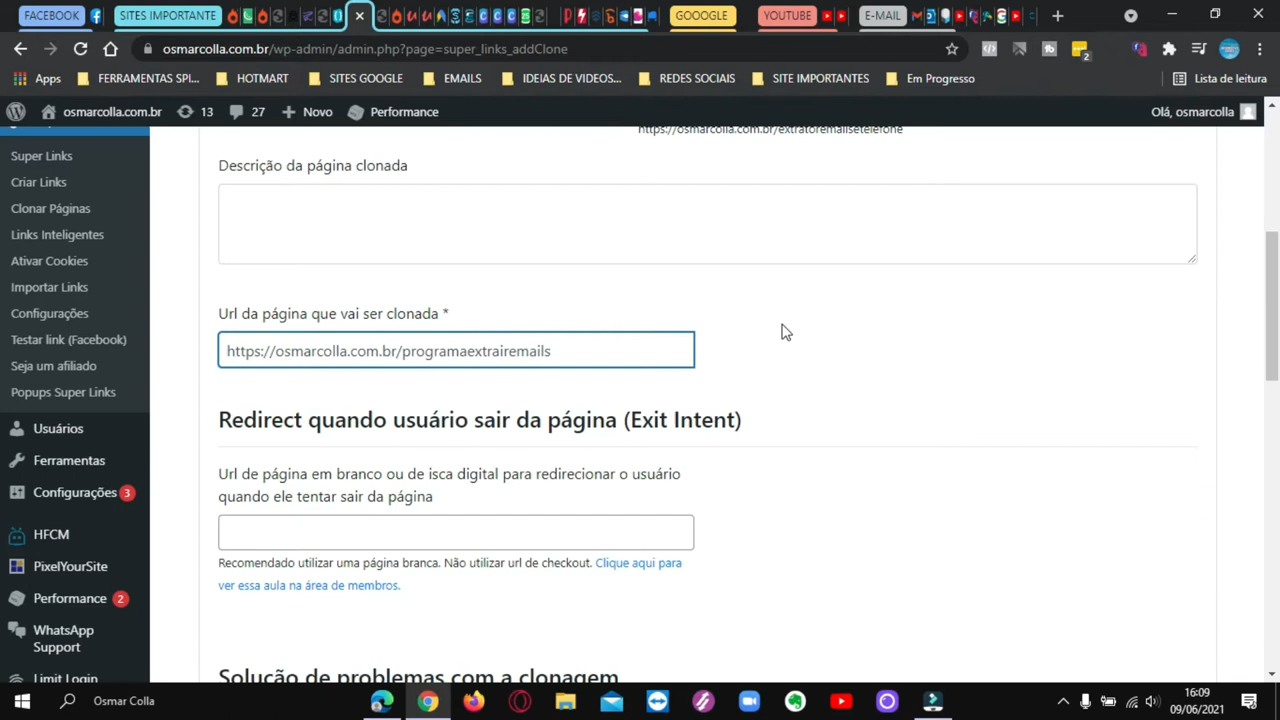 FACEBOOK
SITES IMPORTANTE
GOOOGLE
YOUTUBE
E-MAIL
osmarcolla.com.br/wp-admin/admin.php?page=super_links_addClone
2
Apps
FERRAMENTAS SPI...
HOTMART
SITES GOOGLE
EMAILS
IDEIAS DE VIDEOS...
REDES SOCIAIS
SITE IMPORTANTES
Em Progresso
Lista de leitura
osmarcolla.com.br
13
27
Novo
Performance
Olá, osmarcolla
https://osmarcolla.com.br/extratoremailsetelefone
Super Links
Criar Links
Clonar Páginas
Links Inteligentes
Ativar Cookies
Importar Links
Configurações
Testar link (Facebook)
Seja um afiliado
Popups Super Links
Usuários
Ferramentas
Configurações 3
HFCM
PixelYourSite
Performance 2
WhatsApp
Support
Limit Login
Descrição da página clonada
Url da página que vai ser clonada *
https://osmarcolla.com.br/programaextrairemails
Redirect quando usuário sair da página (Exit Intent)
Url de página em branco ou de isca digital para redirecionar o usuário
quando ele tentar sair da página
Recomendado utilizar uma página branca. Não utilizar url de checkout. Clique aqui para
ver essa aula na área de membros.
Solução de problemas com a clonagem
Osmar Colla
16:09
09/06/2021